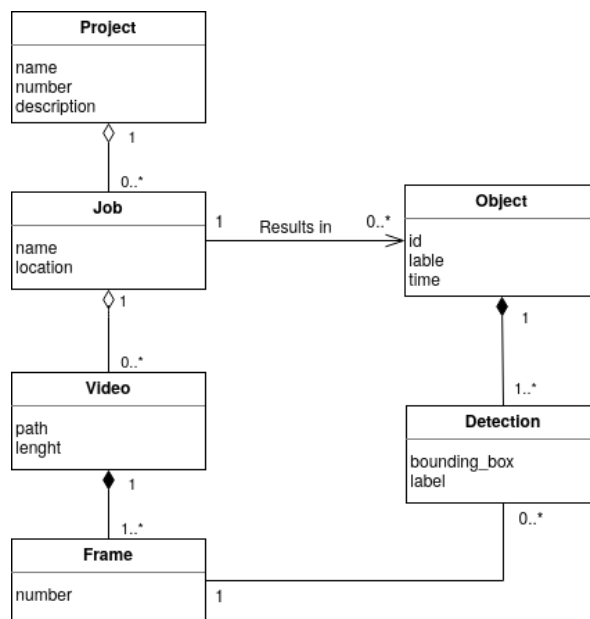 Project
name
number
description
1
0..*
Job
name
location
1 Results in 0..*
Object
id
lable
time
1
0..*
1
1..*
Video
path
lenght
Detection
bounding_box
label
1
1..*
0..*
Frame
number
1